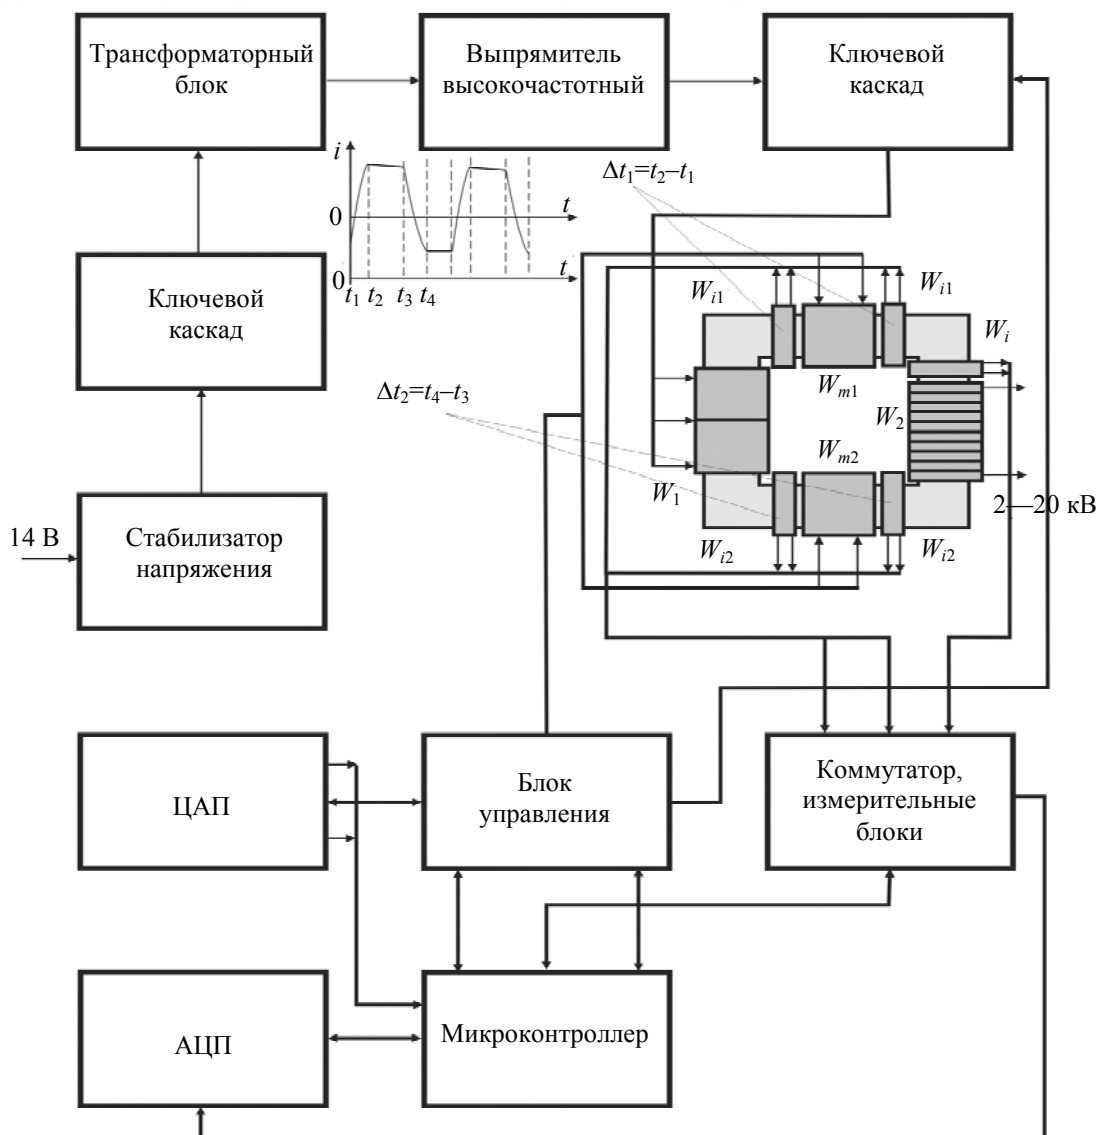 Трансформаторный
блок
Выпрямитель
высокочастотный
Ключевой
каскад
i
0
t
0
t
t₁ t₂ t₃ t₄
Δt₁=t₂–t₁
Ключевой
каскад
Wᵢ₁
Wᵢ₁
Wᵢ
Wₘ₁
Δt₂=t₄–t₃
W₂
Wₘ₂
W₁
2—20 кВ
Wᵢ₂
Wᵢ₂
14 В
Стабилизатор
напряжения
ЦАП
Блок
управления
Коммутатор,
измерительные
блоки
АЦП
Микроконтроллер